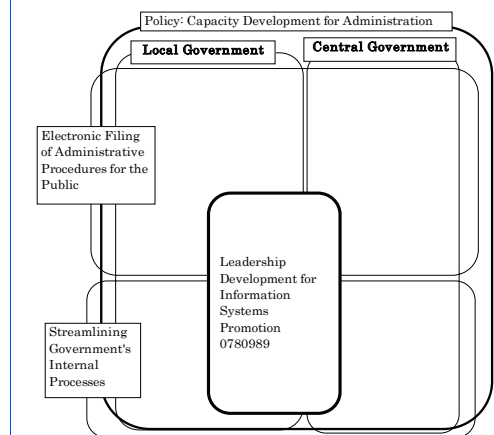 Policy: Capacity Development for Administration
Local Government
Central Government
Electronic Filing
of Administrative
Procedures for the
Public
Leadership
Development for
Information
Systems
Promotion
0780989
Streamlining
Government's
Internal
Processes